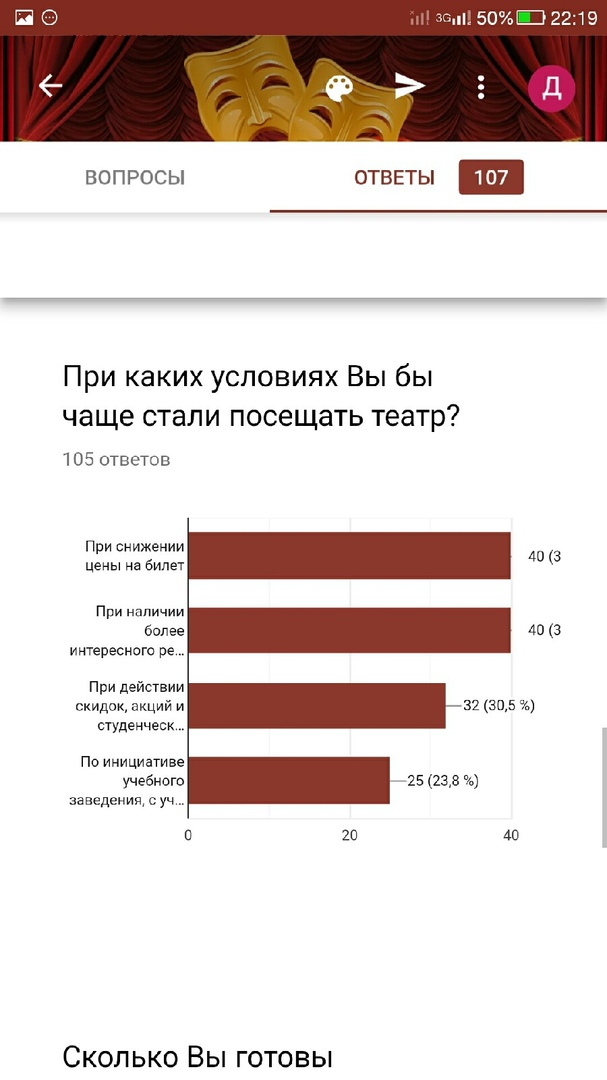 3G 50% 22:19
Д
ВОПРОСЫ ОТВЕТЫ 107
При каких условиях Вы бы
чаще стали посещать театр?
105 ответов
При снижении
цены на билет
40 (3
При наличии
более
интересного ре...
40 (3
При действии
скидок, акций и
студенческ...
32 (30,5 %)
По инициативе
учебного
заведения, с уч...
25 (23,8 %)
0 20 40
Сколько Вы готовы